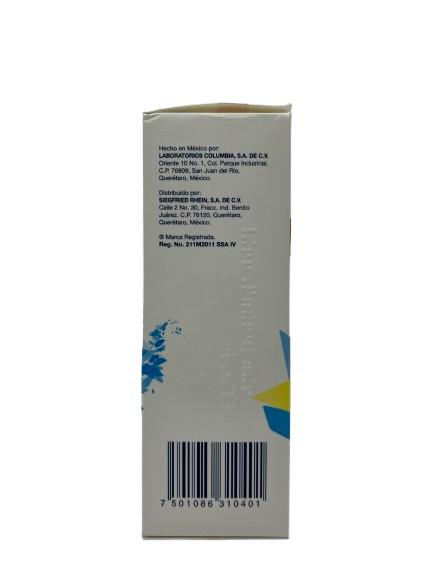 Hecho en México por:
LABORATORIOS COLUMBIA, S.A. DE C.V.
Oriente 10 No. 1, Col. Parque Industrial,
C.P. 76809, San Juan del Río,
Querétaro, México.
Distribuido por:
SIEGFRIED RHEIN, S.A. DE C.V.
Calle 2 No. 30, Fracc. Ind. Benito
Juárez. C.P. 76120, Querétaro,
Querétaro, México.
® Marca Registrada.
Reg. No. 211M2011 SSA IV
7 501086 310401